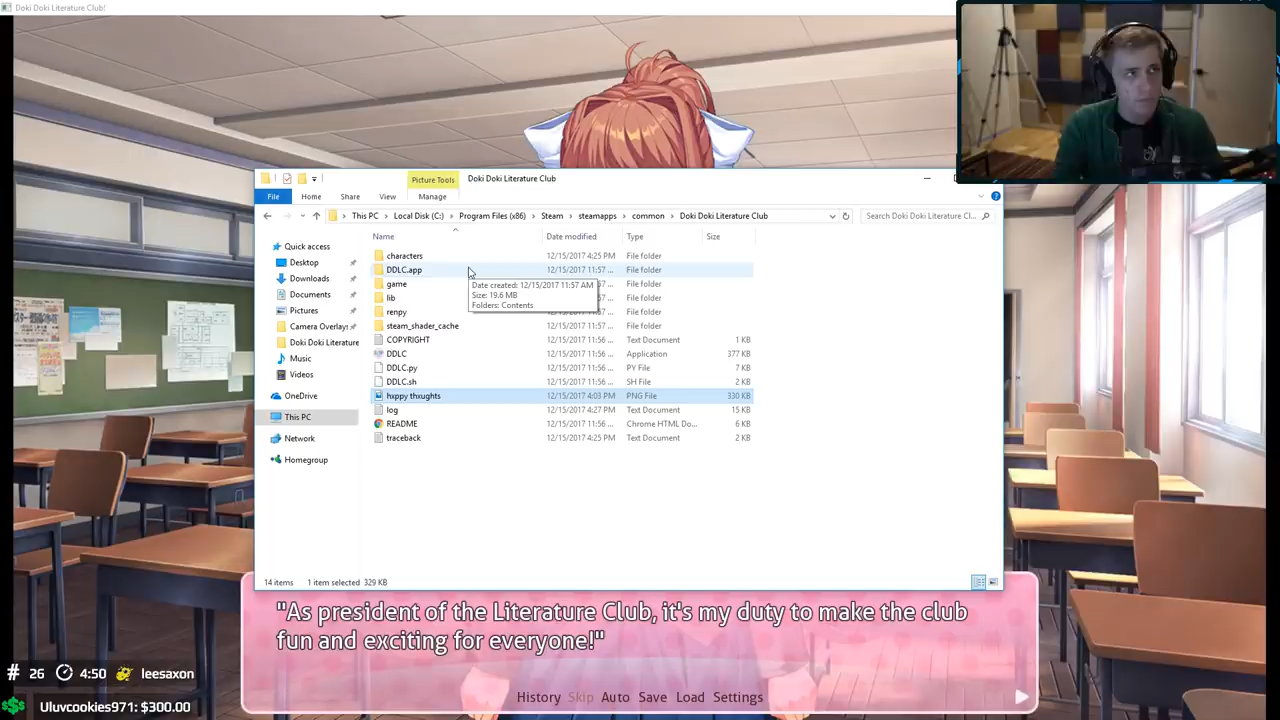 Doki Doki Literature Club!
Picture Tools
Doki Doki Literature Club
File
Home
Share
View
Manage
This PC
Local Disk (C:)
Program Files (x86)
Steam
steamapps
common
Doki Doki Literature Club
Search Doki Doki Literature Cl...
Name
Date modified
Type
Size
Quick access
Desktop
Downloads
Documents
Pictures
Camera Overlay
Doki Doki Literature
Music
Videos
OneDrive
This PC
Network
Homegroup
characters 12/15/2017 4:25 PM File folder
DDLC.app 12/15/2017 11:57 ... File folder
game :57 ... File folder
lib :57 ... File folder
renpy 12/15/2017 11:57 ... File folder
steam_shader_cache 12/15/2017 11:57 ... File folder
COPYRIGHT 12/15/2017 11:56 ... Text Document 1 KB
DDLC 12/15/2017 11:56 ... Application 377 KB
DDLC.py 12/15/2017 11:56 ... PY File 7 KB
DDLC.sh 12/15/2017 11:56 ... SH File 2 KB
hxppy thxughts 12/15/2017 4:03 PM PNG File 330 KB
log 12/15/2017 4:27 PM Text Document 15 KB
README 12/15/2017 11:56 ... Chrome HTML Do... 6 KB
traceback 12/15/2017 4:25 PM Text Document 2 KB
Date created: 12/15/2017 11:57 AM
Size: 19.6 MB
Folders: Contents
14 items 1 item selected 329 KB
"As president of the Literature Club, it's my duty to make the club
fun and exciting for everyone!"
History Skip Auto Save Load Settings
# 26 4:50 leesaxon
Uluvcookies971: $300.00